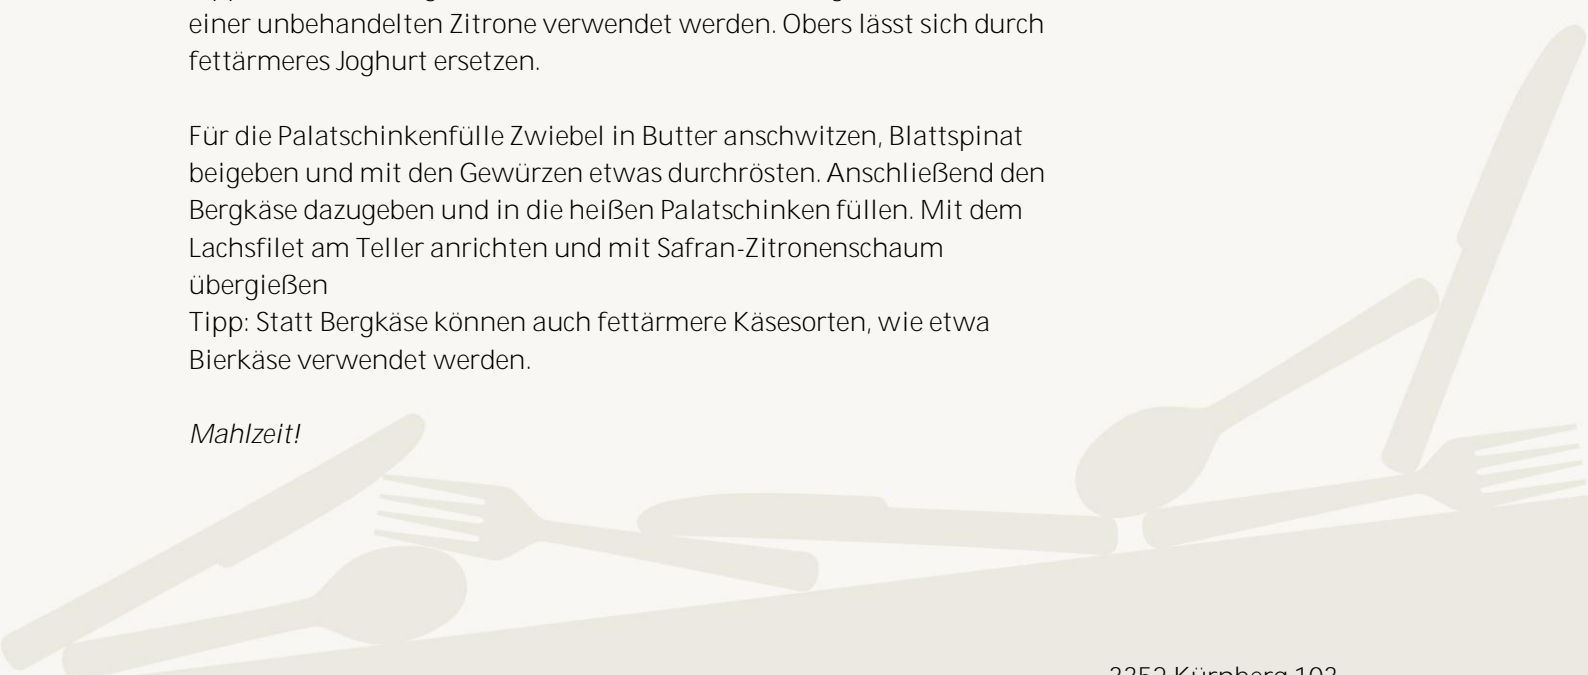 einer unbehandelten Zitrone verwendet werden. Obers lässt sich durch
fettärmeres Joghurt ersetzen.
Für die Palatschinkenfülle Zwiebel in Butter anschwitzen, Blattspinat
beigeben und mit den Gewürzen etwas durchrösten. Anschließend den
Bergkäse dazugeben und in die heißen Palatschinken füllen. Mit dem
Lachsfilet am Teller anrichten und mit Safran-Zitronenschaum
übergießen
Tipp: Statt Bergkäse können auch fettärmere Käsesorten, wie etwa
Bierkäse verwendet werden.
Mahlzeit!